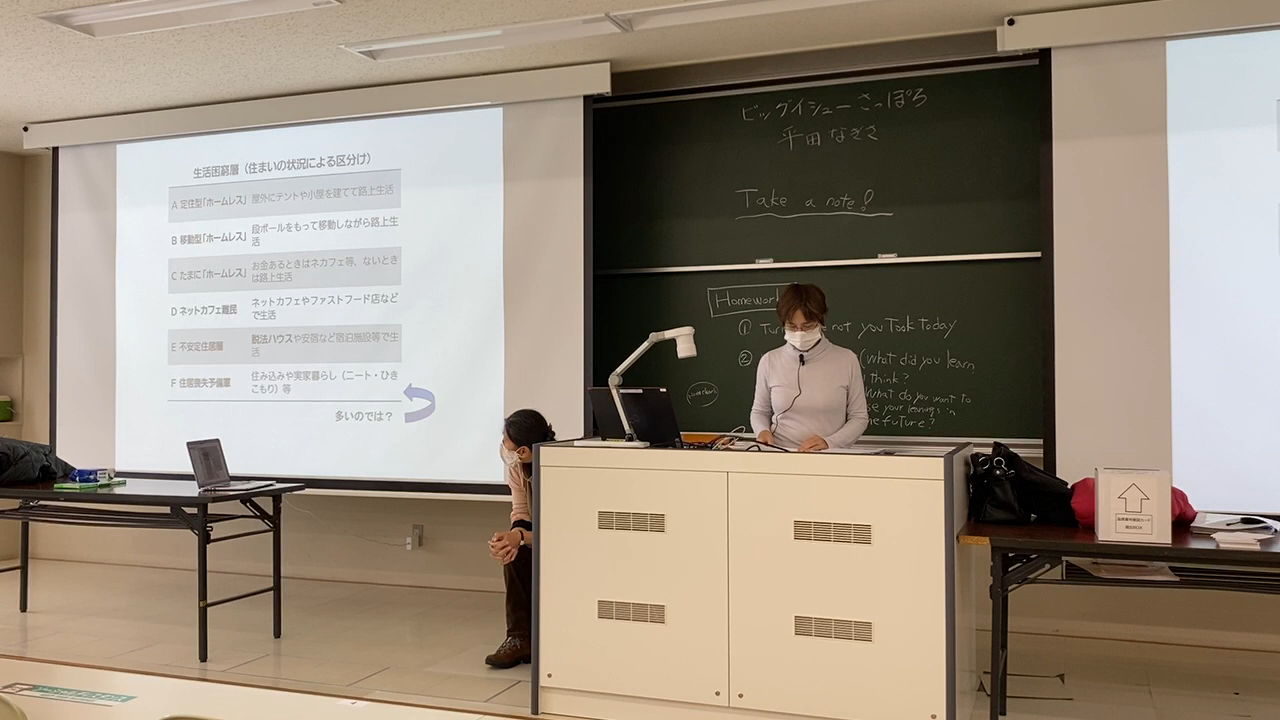 生活困窮層（住まいの状況による区分け）
A 定住型「ホームレス」 屋外にテントや小屋を建てて路上生活
B 移動型「ホームレス」 段ボールをもって移動しながら路上生
活
C たまに「ホームレス」 お金あるときはネカフェ等、ないとき
は路上生活
D ネットカフェ難民 ネットカフェやファストフード店など
で生活
E 不安定住居層 脱法ハウスや安宿など宿泊施設等で生
活
F 住居喪失予備軍 住み込みや実家暮らし（ニート・ひき
こもり）等
多いのでは？
ビッグイシューさっぽろ
平田なぎさ
Take a note!
Homework
① Turn not you Took today
② (what did you learn
think?
What do you want to
se your learnings in
he future?